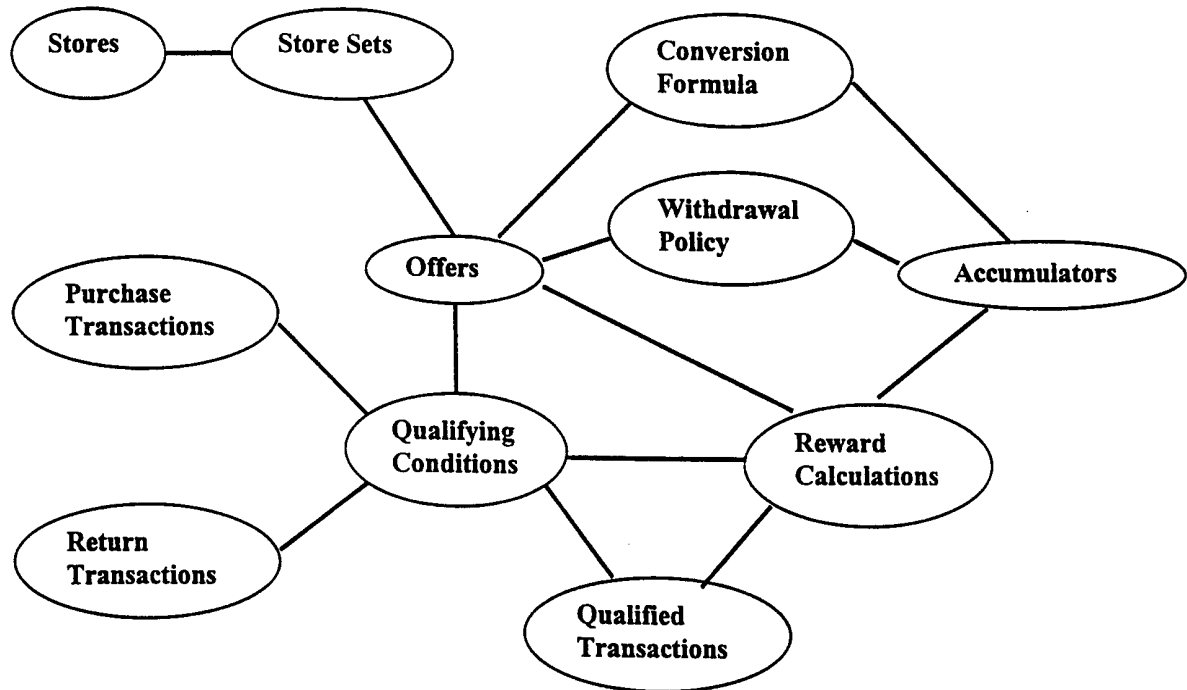 Stores
Store Sets
Conversion
Formula
Withdrawal
Policy
Offers
Accumulators
Purchase
Transactions
Qualifying
Conditions
Reward
Calculations
Return
Transactions
Qualified
Transactions